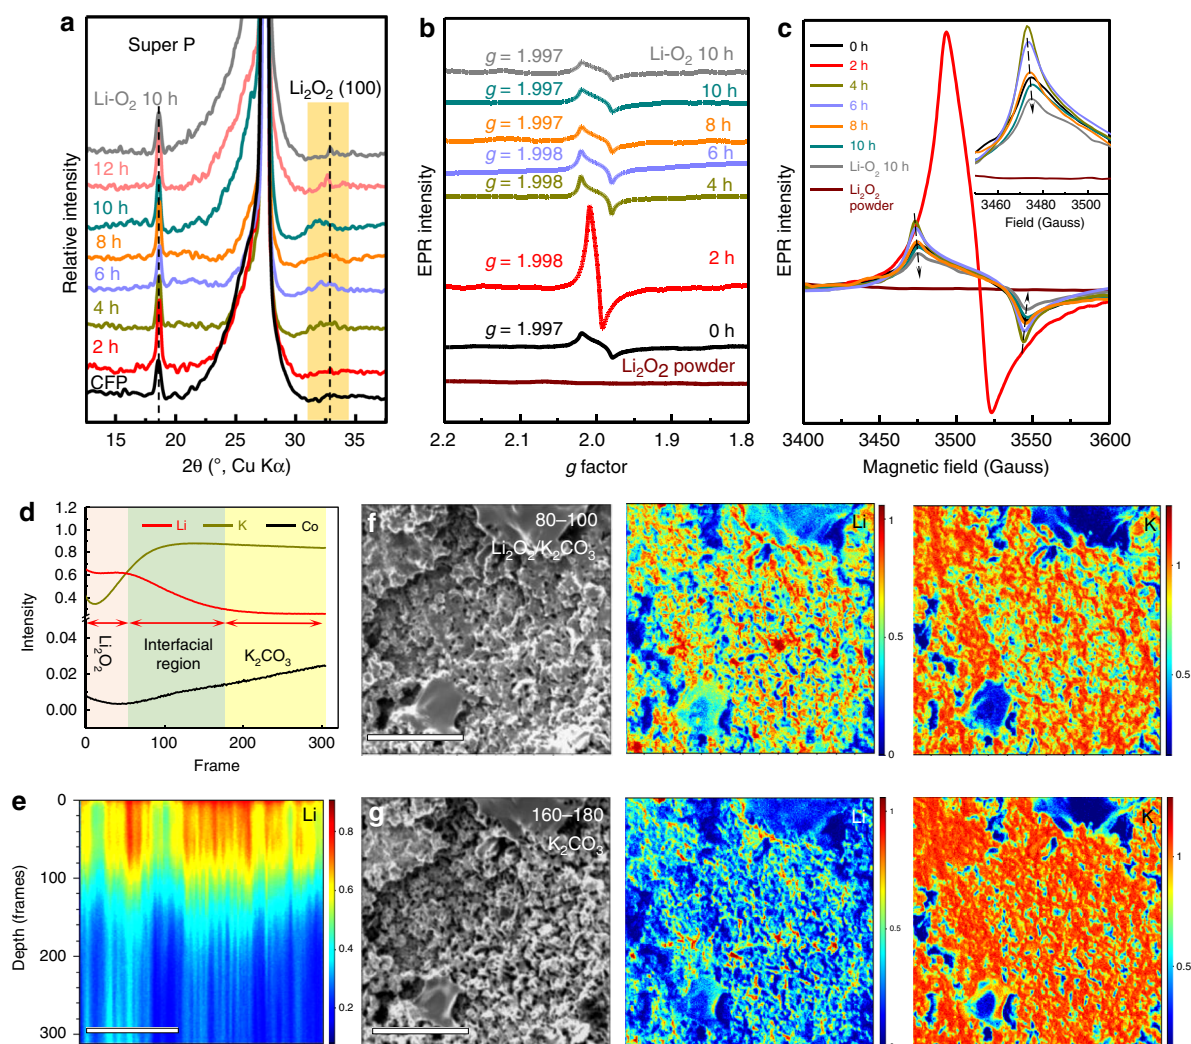 a
Super P
Li₂O₂ (100)
Li-O₂ 10 h
12 h
10 h
8 h
6 h
4 h
2 h
CFP
Relative intensity
15 20 25 30 35
2θ (°, Cu Kα)
b
g = 1.997 Li-O₂ 10 h
g = 1.997 10 h
g = 1.997 8 h
g = 1.998 6 h
g = 1.998 4 h
g = 1.998 2 h
g = 1.997 0 h
Li₂O₂ powder
EPR intensity
2.2 2.1 2.0 1.9 1.8
g factor
c
0 h
2 h
4 h
6 h
8 h
10 h
Li-O₂ 10 h
Li₂O₂
powder
3460 3480 3500
Field (Gauss)
EPR intensity
3400 3450 3500 3550 3600
Magnetic field (Gauss)
d
Li K Co
1.2
1.0
0.8
0.6
0.4
0.04
0.02
0.00
Intensity
Li₂O₂
Interfacial
region
K₂CO₃
0 100 200 300
Frame
e
Li
0
100
200
300
Depth (frames)
0.8
0.6
0.4
0.2
f
80–100
Li₂O₂/K₂CO₃
Li
1
0.5
0
K
1
0.5
g
160–180
K₂CO₃
Li
1
0.5
0
K
1
0.5